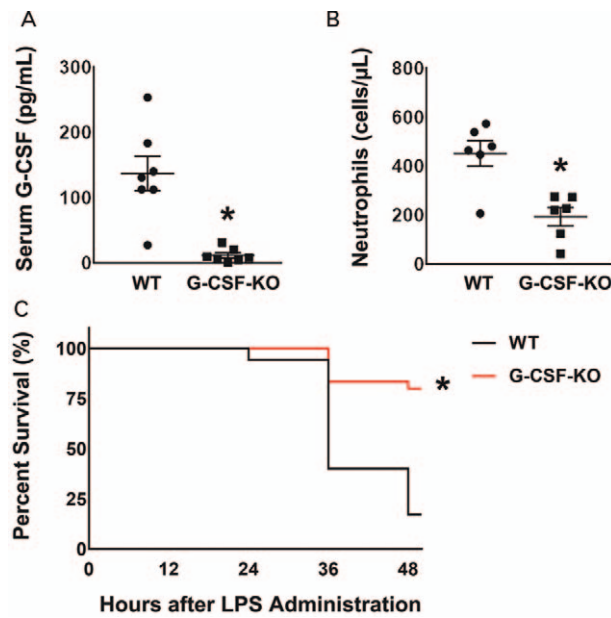 A
Serum G-CSF (pg/mL)
300
200
100
0
*
WT G-CSF-KO
B
Neutrophils (cells/µL)
800
600
400
200
0
*
WT G-CSF-KO
C
Percent Survival (%)
100
75
50
25
0
*
WT
G-CSF-KO
0 12 24 36 48
Hours after LPS Administration